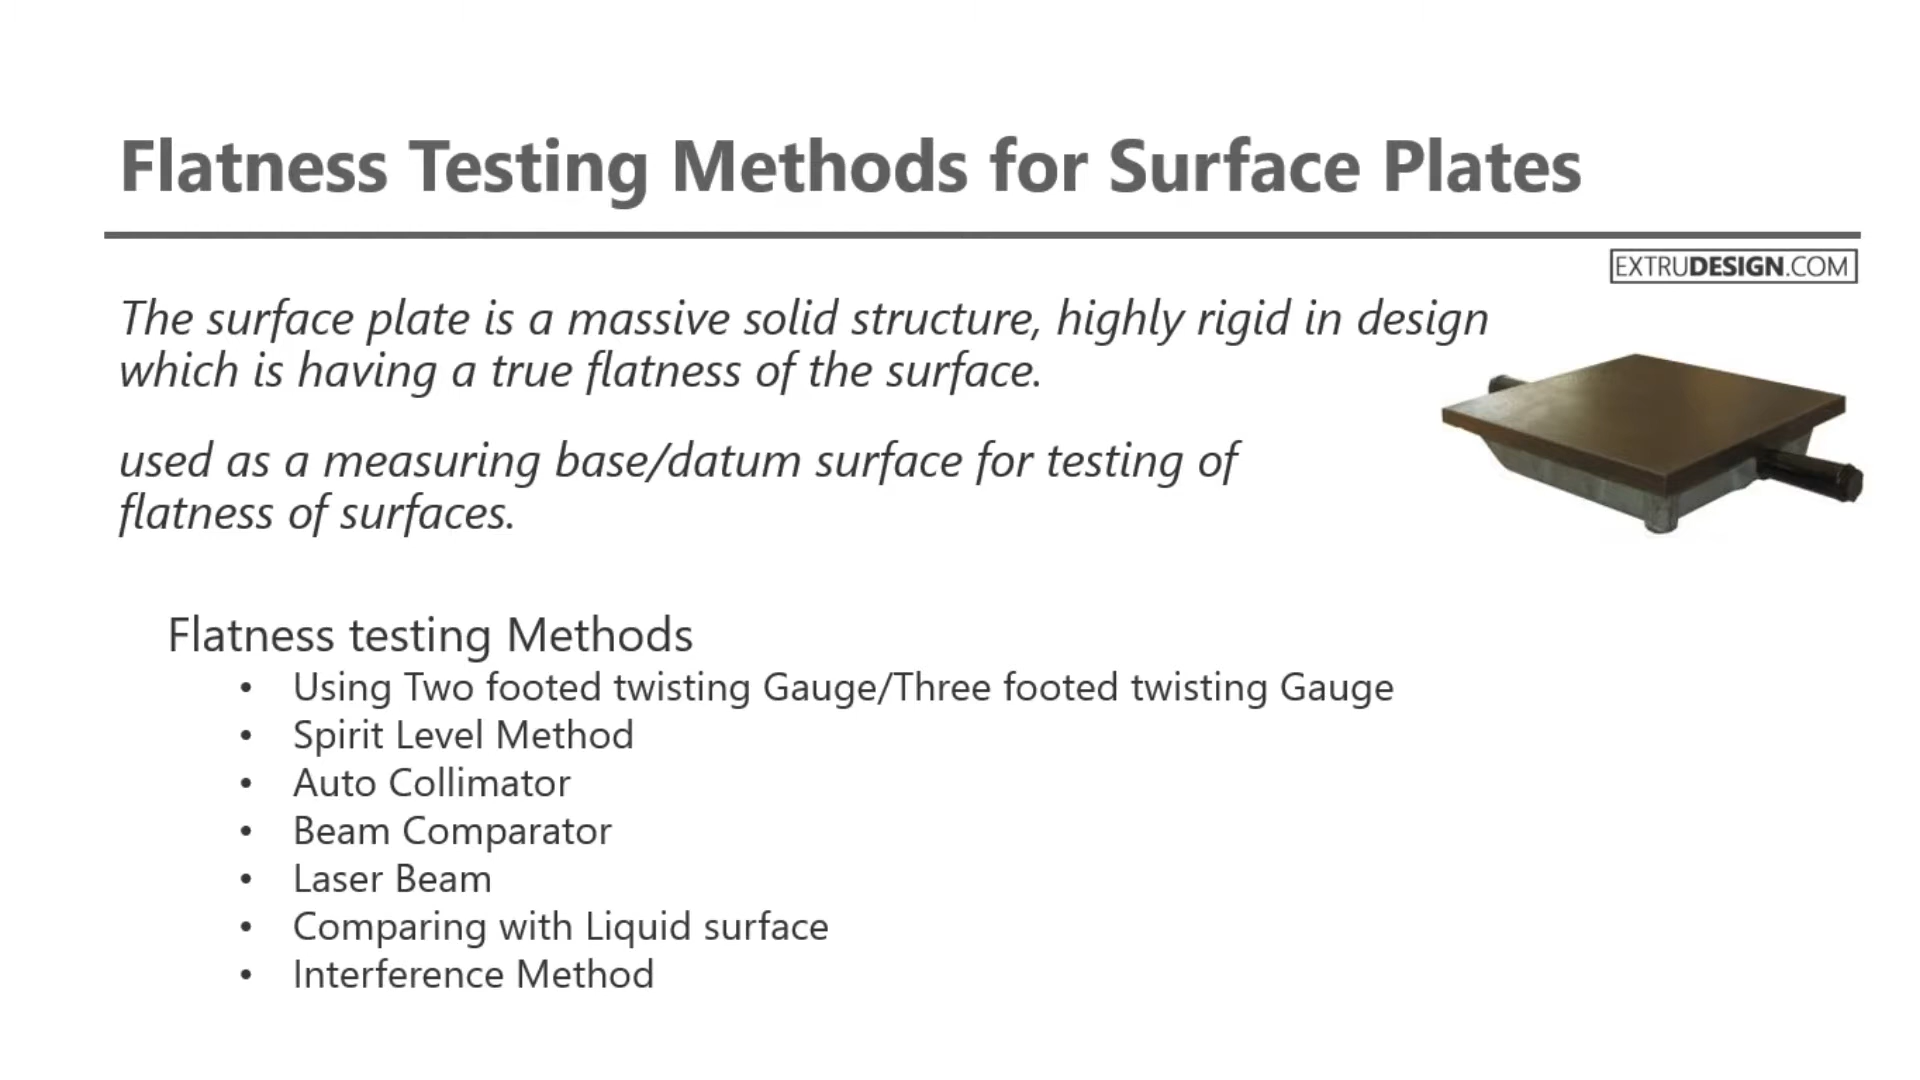 Flatness Testing Methods for Surface Plates
EXTRUDESIGN.COM
The surface plate is a massive solid structure, highly rigid in design
which is having a true flatness of the surface.
used as a measuring base/datum surface for testing of
flatness of surfaces.
Flatness testing Methods
• Using Two footed twisting Gauge/Three footed twisting Gauge
• Spirit Level Method
• Auto Collimator
• Beam Comparator
• Laser Beam
• Comparing with Liquid surface
• Interference Method